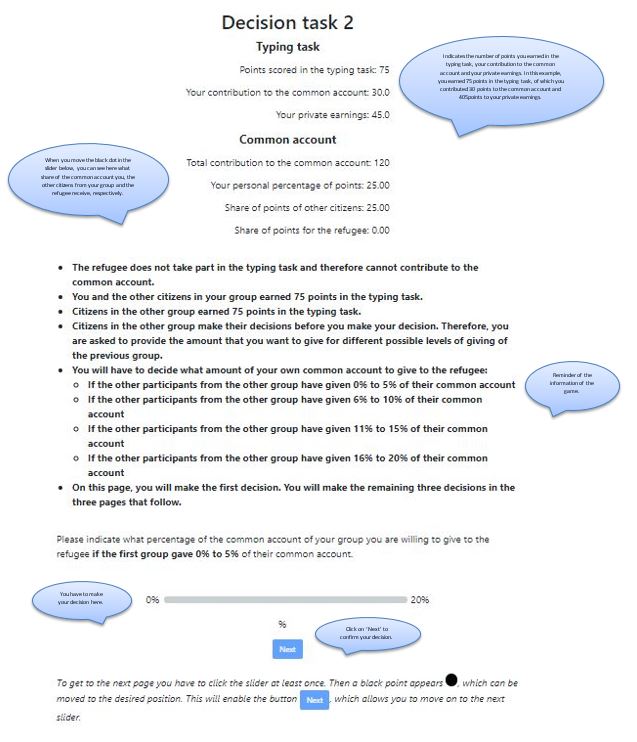 Decision task 2
Typing task
Points scored in the typing task: 75
Your contribution to the common account: 30.0
Your private earnings: 45.0
Indicates the number of points you earned in the
typing task, your contribution to the common
account and your private earnings. In this example,
you earned 75 points in the typing task, of which you
contributed 30 points to the common account and
405points to your private earnings.
Common account
Total contribution to the common account: 120
Your personal percentage of points: 25.00
Share of points of other citizens: 25.00
Share of points for the refugee: 0.00
When you move the black dot in the
slider below, you can see here what
share of the common account you, the
other citizens from your group and the
refugee receive, respectively.
• The refugee does not take part in the typing task and therefore cannot contribute to the
common account.
• You and the other citizens in your group earned 75 points in the typing task.
• Citizens in the other group earned 75 points in the typing task.
• Citizens in the other group make their decisions before you make your decision. Therefore, you
are asked to provide the amount that you want to give for different possible levels of giving of
the previous group.
• You will have to decide what amount of your own common account to give to the refugee:
○ If the other participants from the other group have given 0% to 5% of their common account
○ If the other participants from the other group have given 6% to 10% of their common
account
○ If the other participants from the other group have given 11% to 15% of their common
account
○ If the other participants from the other group have given 16% to 20% of their common
account
• On this page, you will make the first decision. You will make the remaining three decisions in the
three pages that follow.
Reminder of the
information of the
game.
Please indicate what percentage of the common account of your group you are willing to give to the
refugee if the first group gave 0% to 5% of their common account.
You have to make
your decision here.
0% 20%
%
Next
Click on 'Next' to
confirm your decision.
To get to the next page you have to click the slider at least once. Then a black point appears , which can be
moved to the desired position. This will enable the button Next , which allows you to move on to the next
slider.